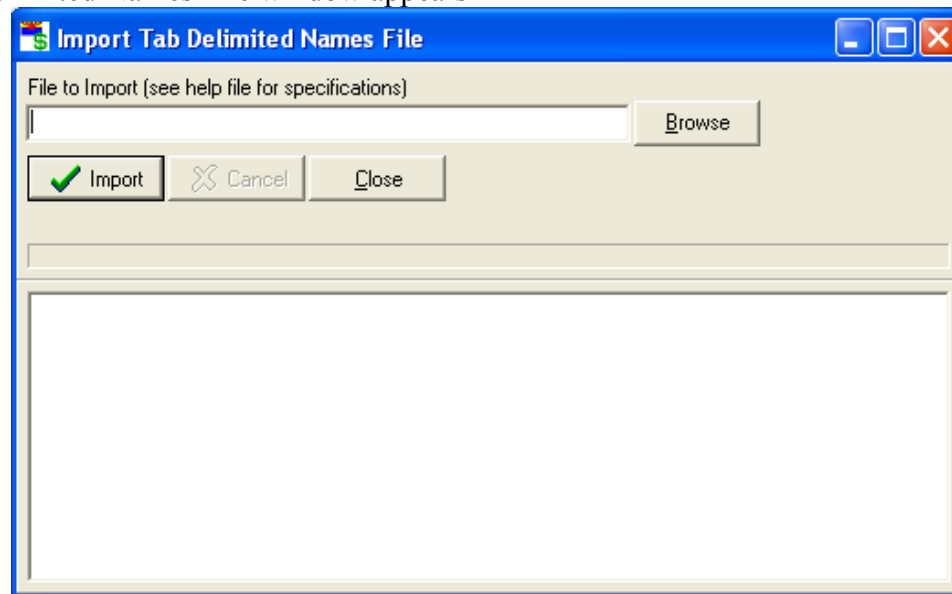 Import Tab Delimited Names File
File to Import (see help file for specifications)
Browse
Import Cancel Close